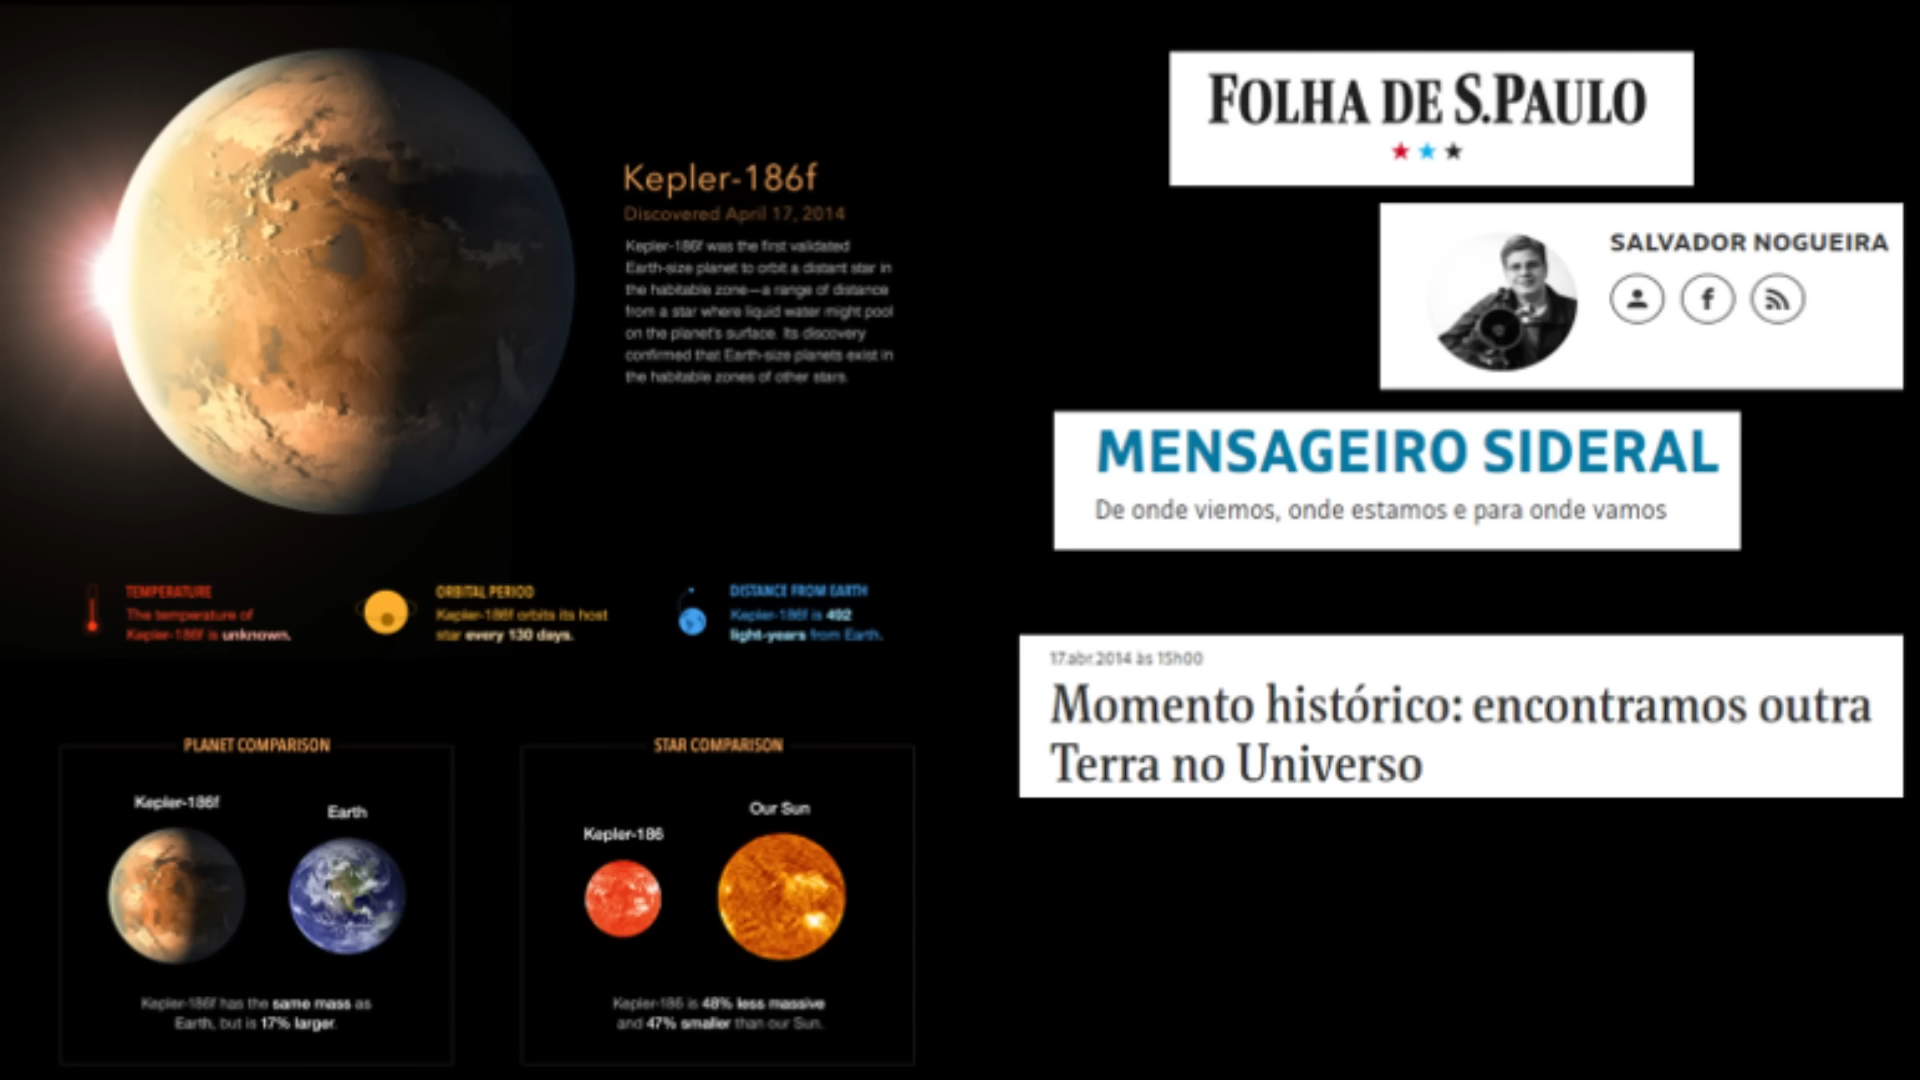 Kepler-186f
Discovered April 17, 2014
Kepler-186f was the first validated
Earth-size planet to orbit a distant star in
the habitable zone—a range of distance
from a star where liquid water might pool
on the planet's surface. Its discovery
confirmed that Earth-size planets exist in
the habitable zones of other stars.
TEMPERATURE
The temperature of
Kepler-186f is unknown.
ORBITAL PERIOD
Kepler-186f orbits its host
star every 130 days.
DISTANCE FROM EARTH
Kepler-186f is 492
light-years from Earth.
PLANET COMPARISON
Kepler-186f
Earth
Kepler-186f has the same mass as
Earth, but is 17% larger.
STAR COMPARISON
Kepler-186
Our Sun
Kepler-186 is 48% less massive
and 47% smaller than our Sun.
FOLHA DE S.PAULO
SALVADOR NOGUEIRA
f
MENSAGEIRO SIDERAL
De onde viemos, onde estamos e para onde vamos
17.abr.2014 às 15h00
Momento histórico: encontramos outra
Terra no Universo